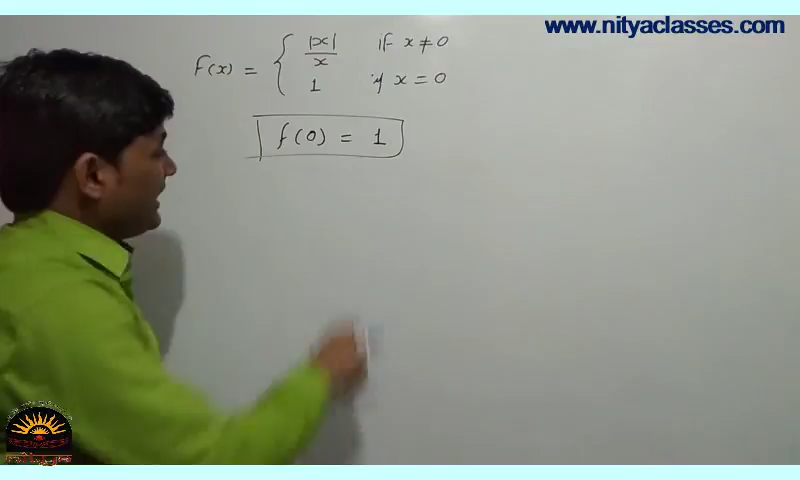 www.nityaclasses.com
f(x) = { |x|/x if x ≠ 0
1 if x = 0
f(0) = 1